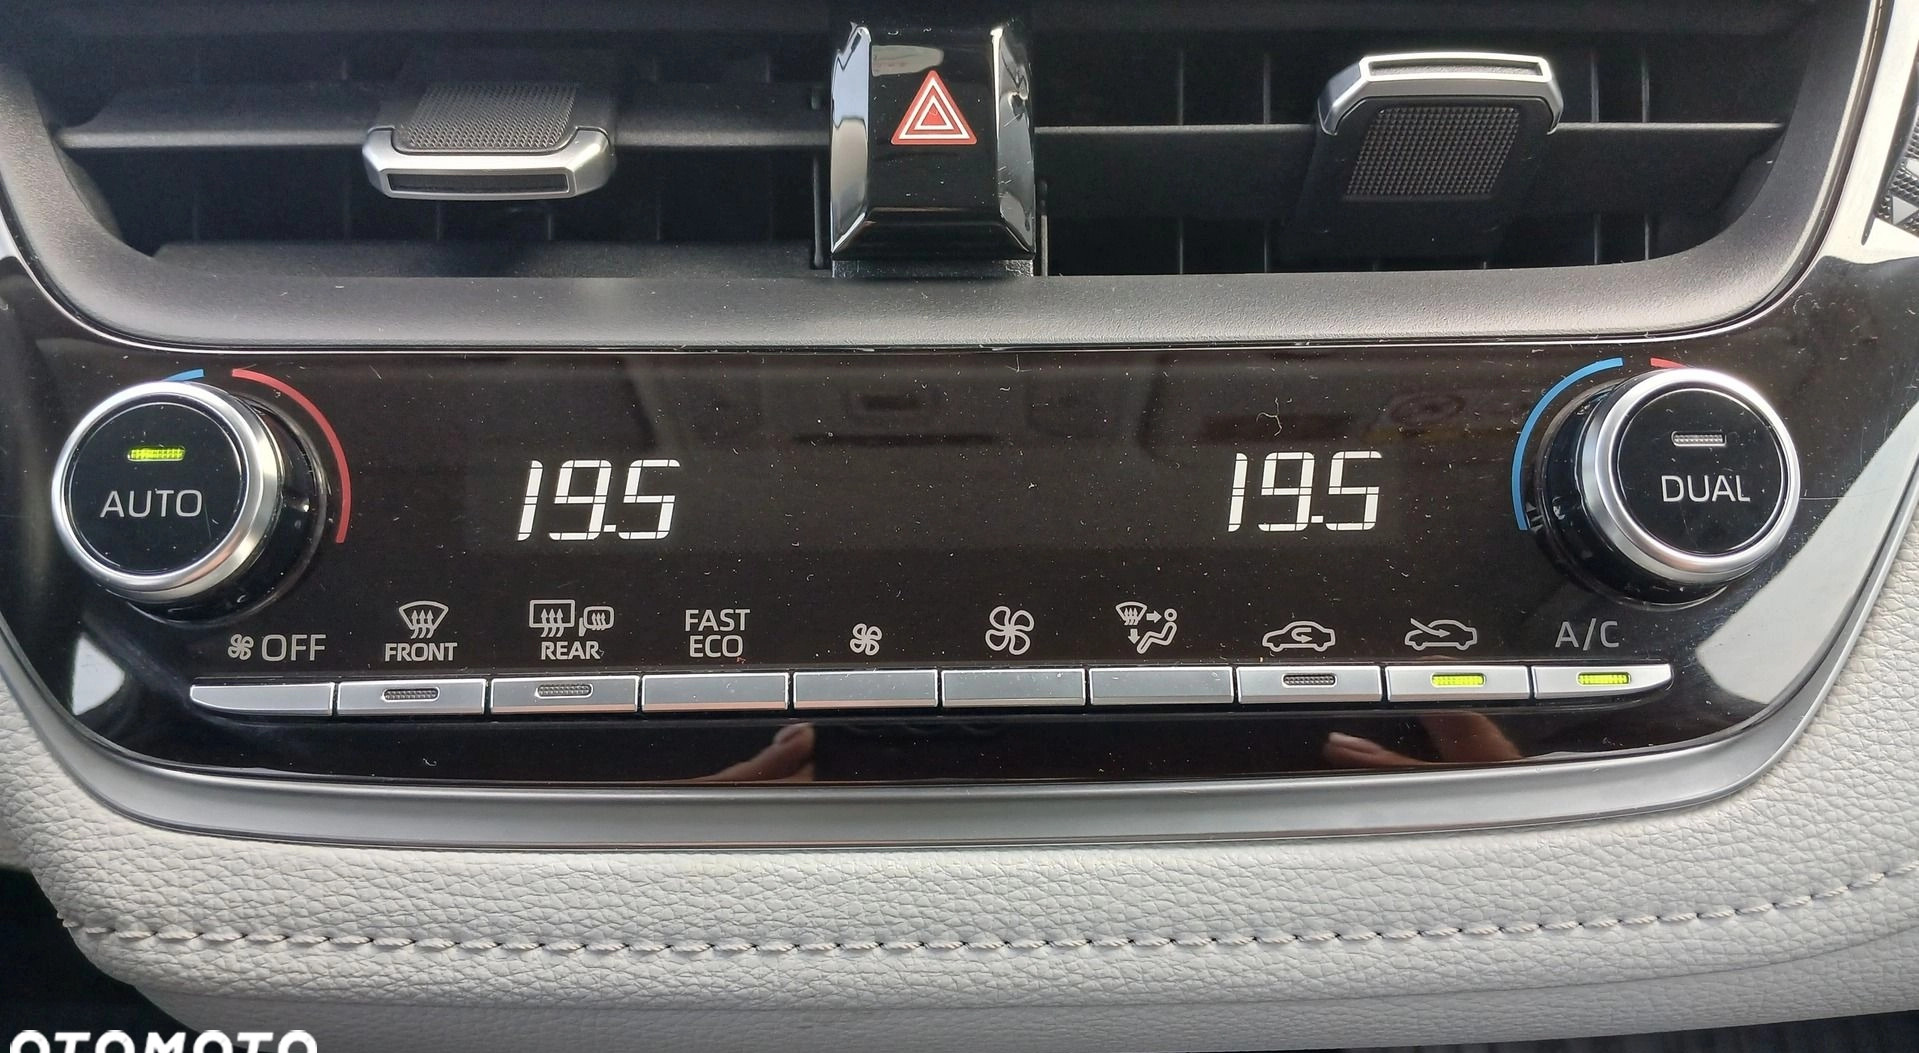 19.5
19.5
AUTO
DUAL
OFF
FRONT
REAR
FAST
ECO
A/C
OTOMOTO